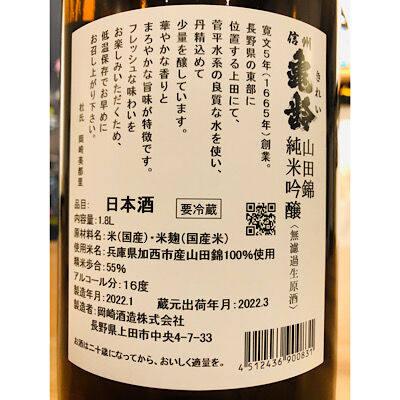 信州
亀齢
きれい
山田錦
純米吟醸
〈無濾過生原酒〉
寛文5年(1665年)創業。
長野県の東部に
位置する上田にて、
菅平水系の良質な水を使い、
丹精込めて
少量を醸しています。
華やかな香りと
まろやかな旨味が特徴です。
フレッシュな味わいを
お楽しみいただくため、
低温保存でお早めに
お召し上がり下さい。
杜氏 岡崎美都里
品目: 日本酒 要冷蔵
内容量:1.8L
原材料名:米(国産)・米麹(国産米)
使用米名:兵庫県加西市産山田錦100%使用
精米歩合:55%
アルコール分:16度
製造年月:2022.1 蔵元出荷年月:2022.3
製造者:岡崎酒造株式会社
長野県上田市中央4-7-33
お酒は二十歳になってから、おいしく適量を。
4512436900831